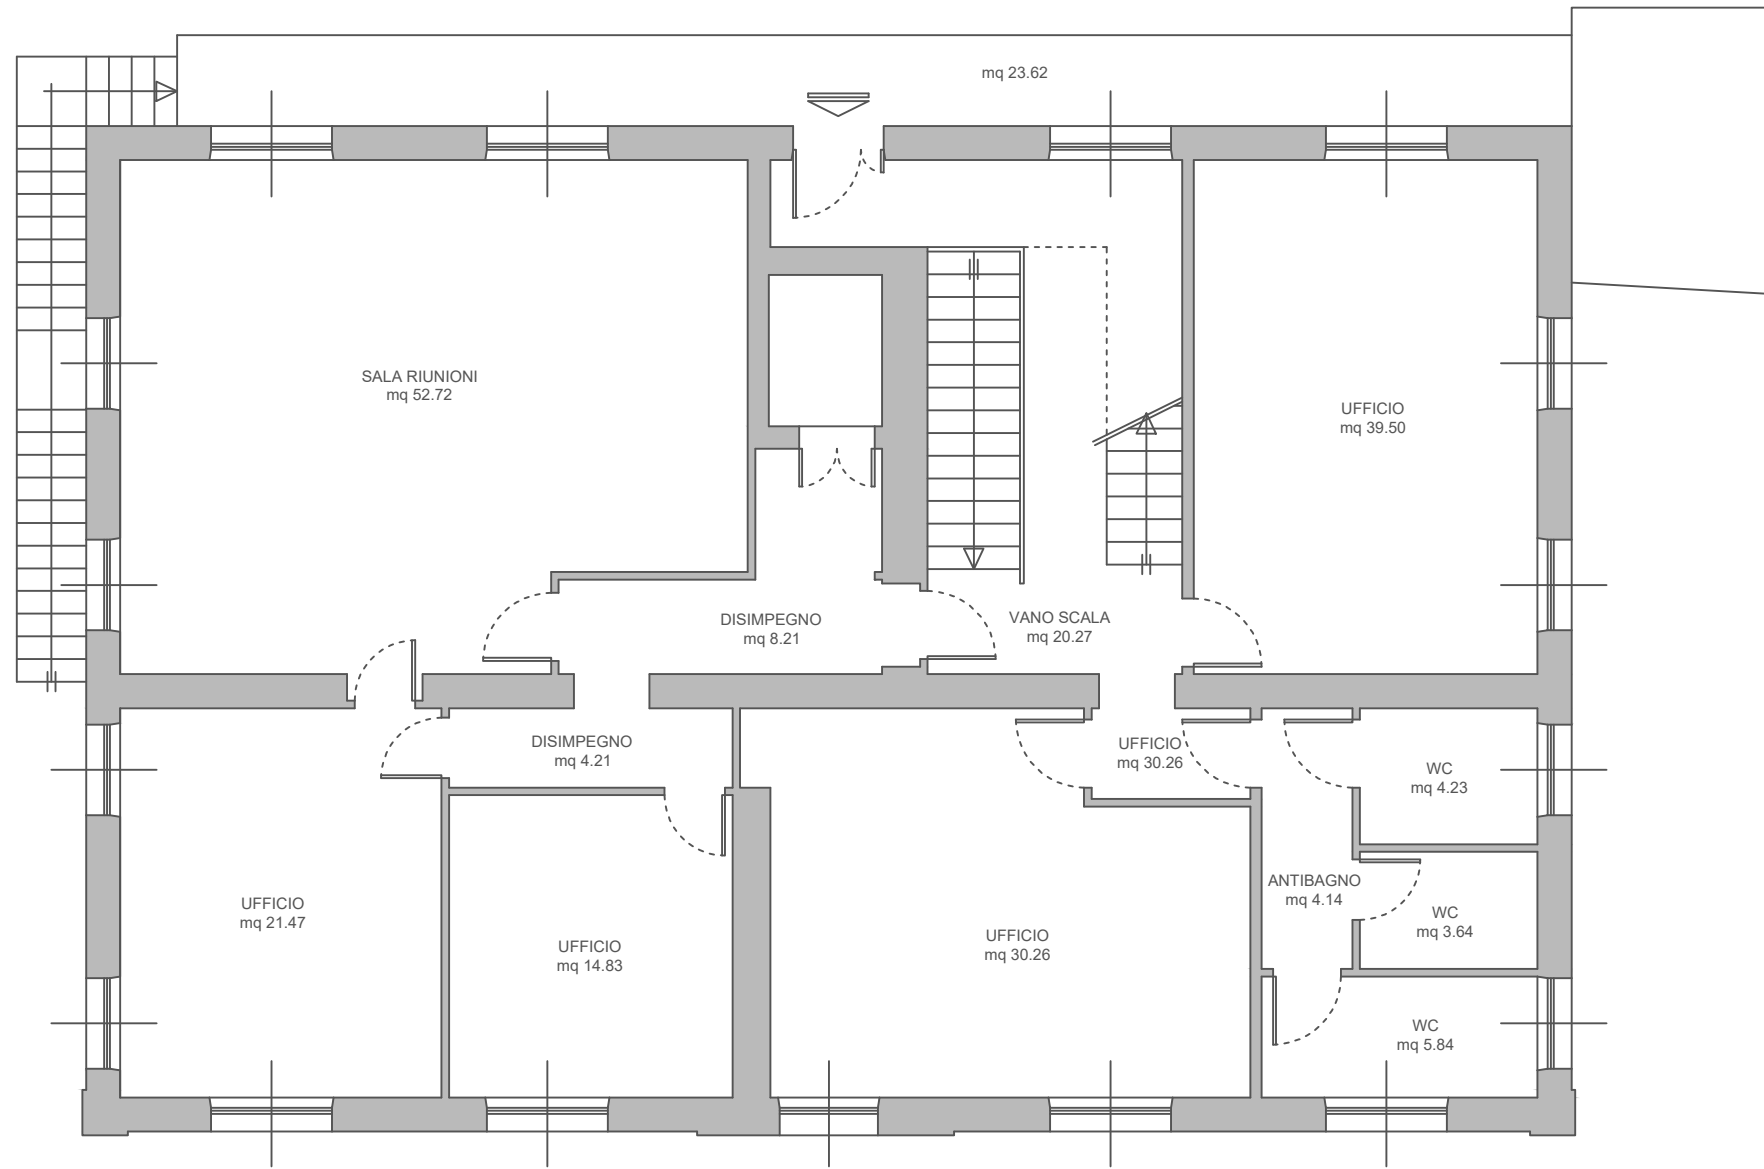 mq 23.62
SALA RIUNIONI
mq 52.72
UFFICIO
mq 39.50
DISIMPEGNO
mq 8.21
VANO SCALA
mq 20.27
DISIMPEGNO
mq 4.21
UFFICIO
mq 30.26
WC
mq 4.23
ANTIBAGNO
mq 4.14
UFFICIO
mq 21.47
WC
mq 3.64
UFFICIO
mq 14.83
UFFICIO
mq 30.26
WC
mq 5.84